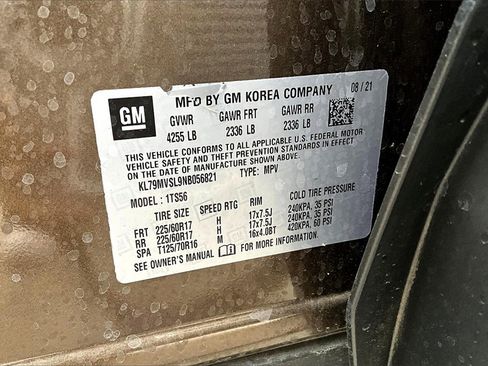 GM MFD BY GM KOREA COMPANY 08 / 21
GVWR GAWR FRT GAWR RR
4255 LB 2336 LB 2336 LB
THIS VEHICLE CONFORMS TO ALL APPLICABLE U.S. FEDERAL MOTOR
VEHICLE SAFETY AND THEFT PREVENTION STANDARDS IN EFFECT ON
THE DATE OF MANUFACTURE SHOWN ABOVE.
KL79MVSL9NB056821 TYPE: MPV
MODEL: 1TS56
TIRE SIZE SPEED RTG RIM COLD TIRE PRESSURE
FRT 225/60R17 H 17x7.5J 240KPA, 35 PSI
RR 225/60R17 H 17x7.5J 240KPA, 35 PSI
SPA T125/70R16 M 16x4.0BT 420KPA, 60 PSI
SEE OWNER'S MANUAL FOR MORE INFORMATION.